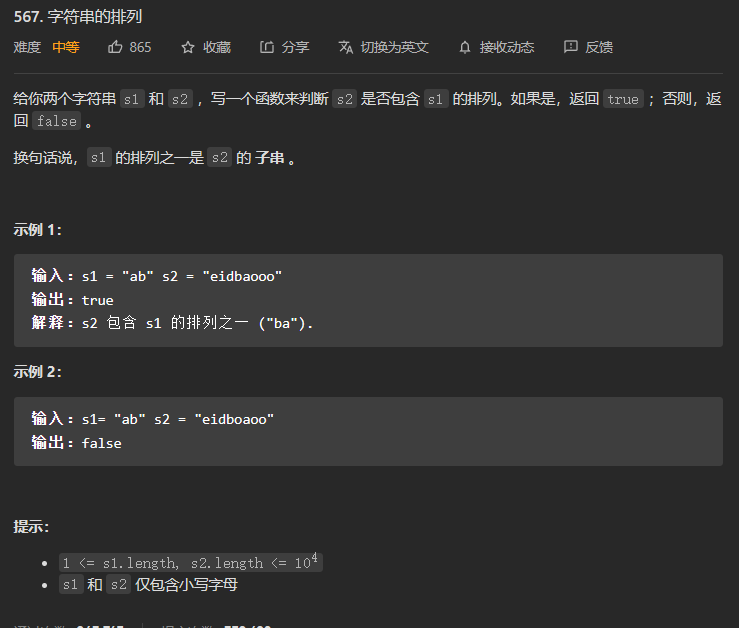 567. 字符串的排列
难度 中等 865 收藏 分享 切换为英文 接收动态 反馈
给你两个字符串 s1 和 s2 ，写一个函数来判断 s2 是否包含 s1 的排列。如果是，返回 true ；否则，返
回 false 。
换句话说，s1 的排列之一是 s2 的 子串 。
示例 1：
输入：s1 = "ab" s2 = "eidbaooo"
输出：true
解释：s2 包含 s1 的排列之一 ("ba").
示例 2：
输入：s1= "ab" s2 = "eidboaoo"
输出：false
提示：
1 <= s1.length, s2.length <= 10⁴
s1 和 s2 仅包含小写字母